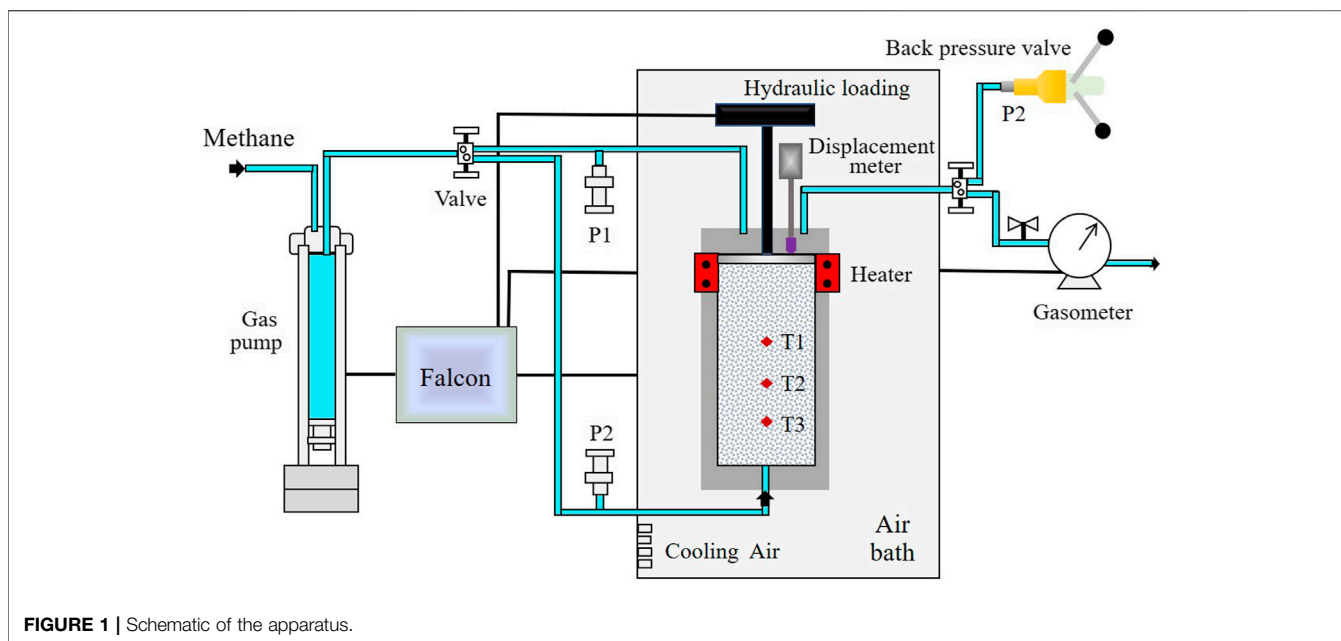 Back pressure valve
P2
Hydraulic loading
Methane
Displacement
meter
Valve
P1
Heater
Gasometer
Gas
pump
T1
Falcon
T2
T3
P2
Air
bath
Cooling Air
FIGURE 1 | Schematic of the apparatus.